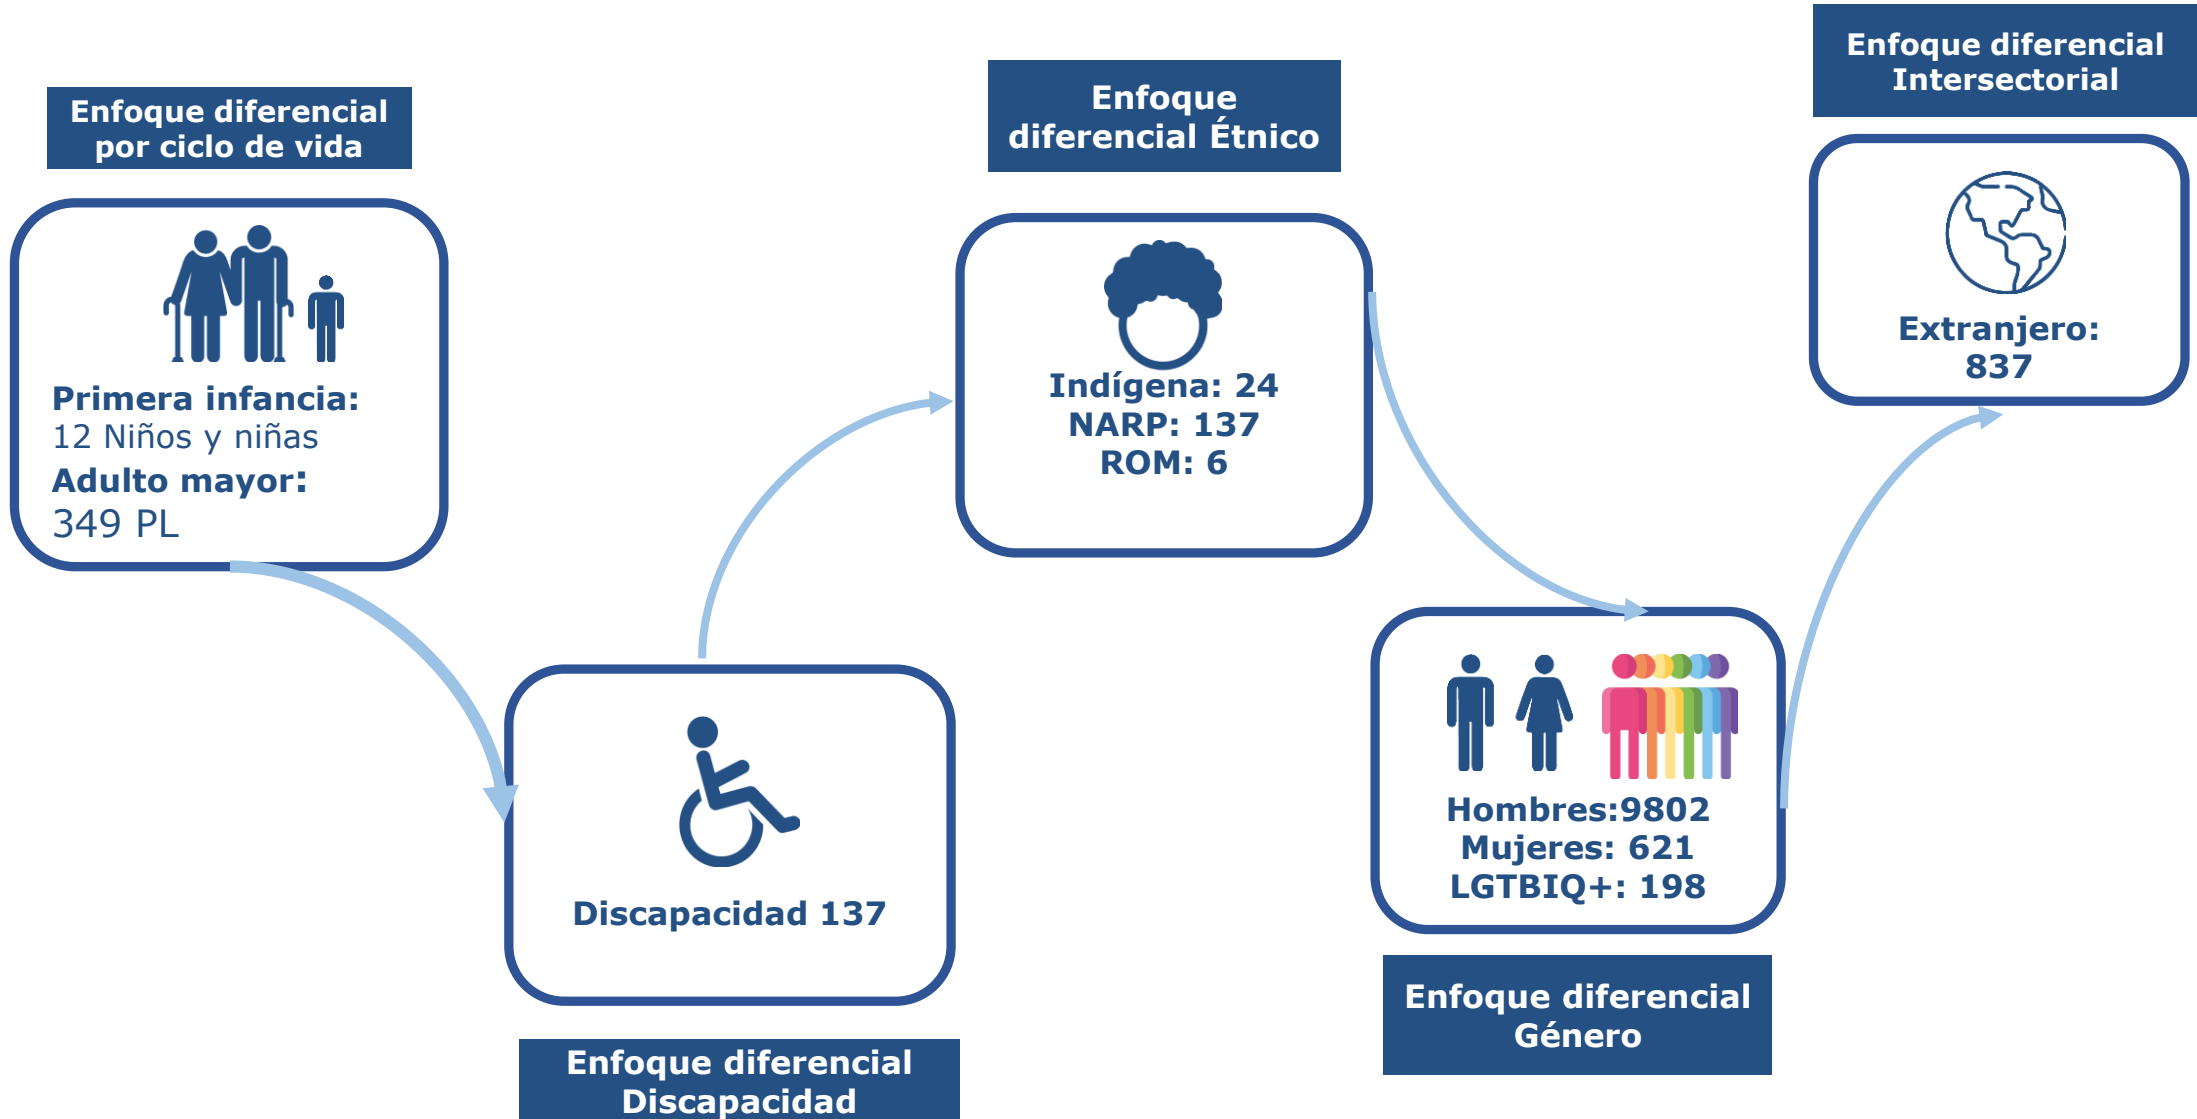 Enfoque diferencial
por ciclo de vida
Primera infancia:
12 Niños y niñas
Adulto mayor:
349 PL
Discapacidad 137
Enfoque diferencial
Discapacidad
Enfoque
diferencial Étnico
Indígena: 24
NARP: 137
ROM: 6
Hombres:9802
Mujeres: 621
LGTBIQ+: 198
Enfoque diferencial
Género
Enfoque diferencial
Intersectorial
Extranjero:
837